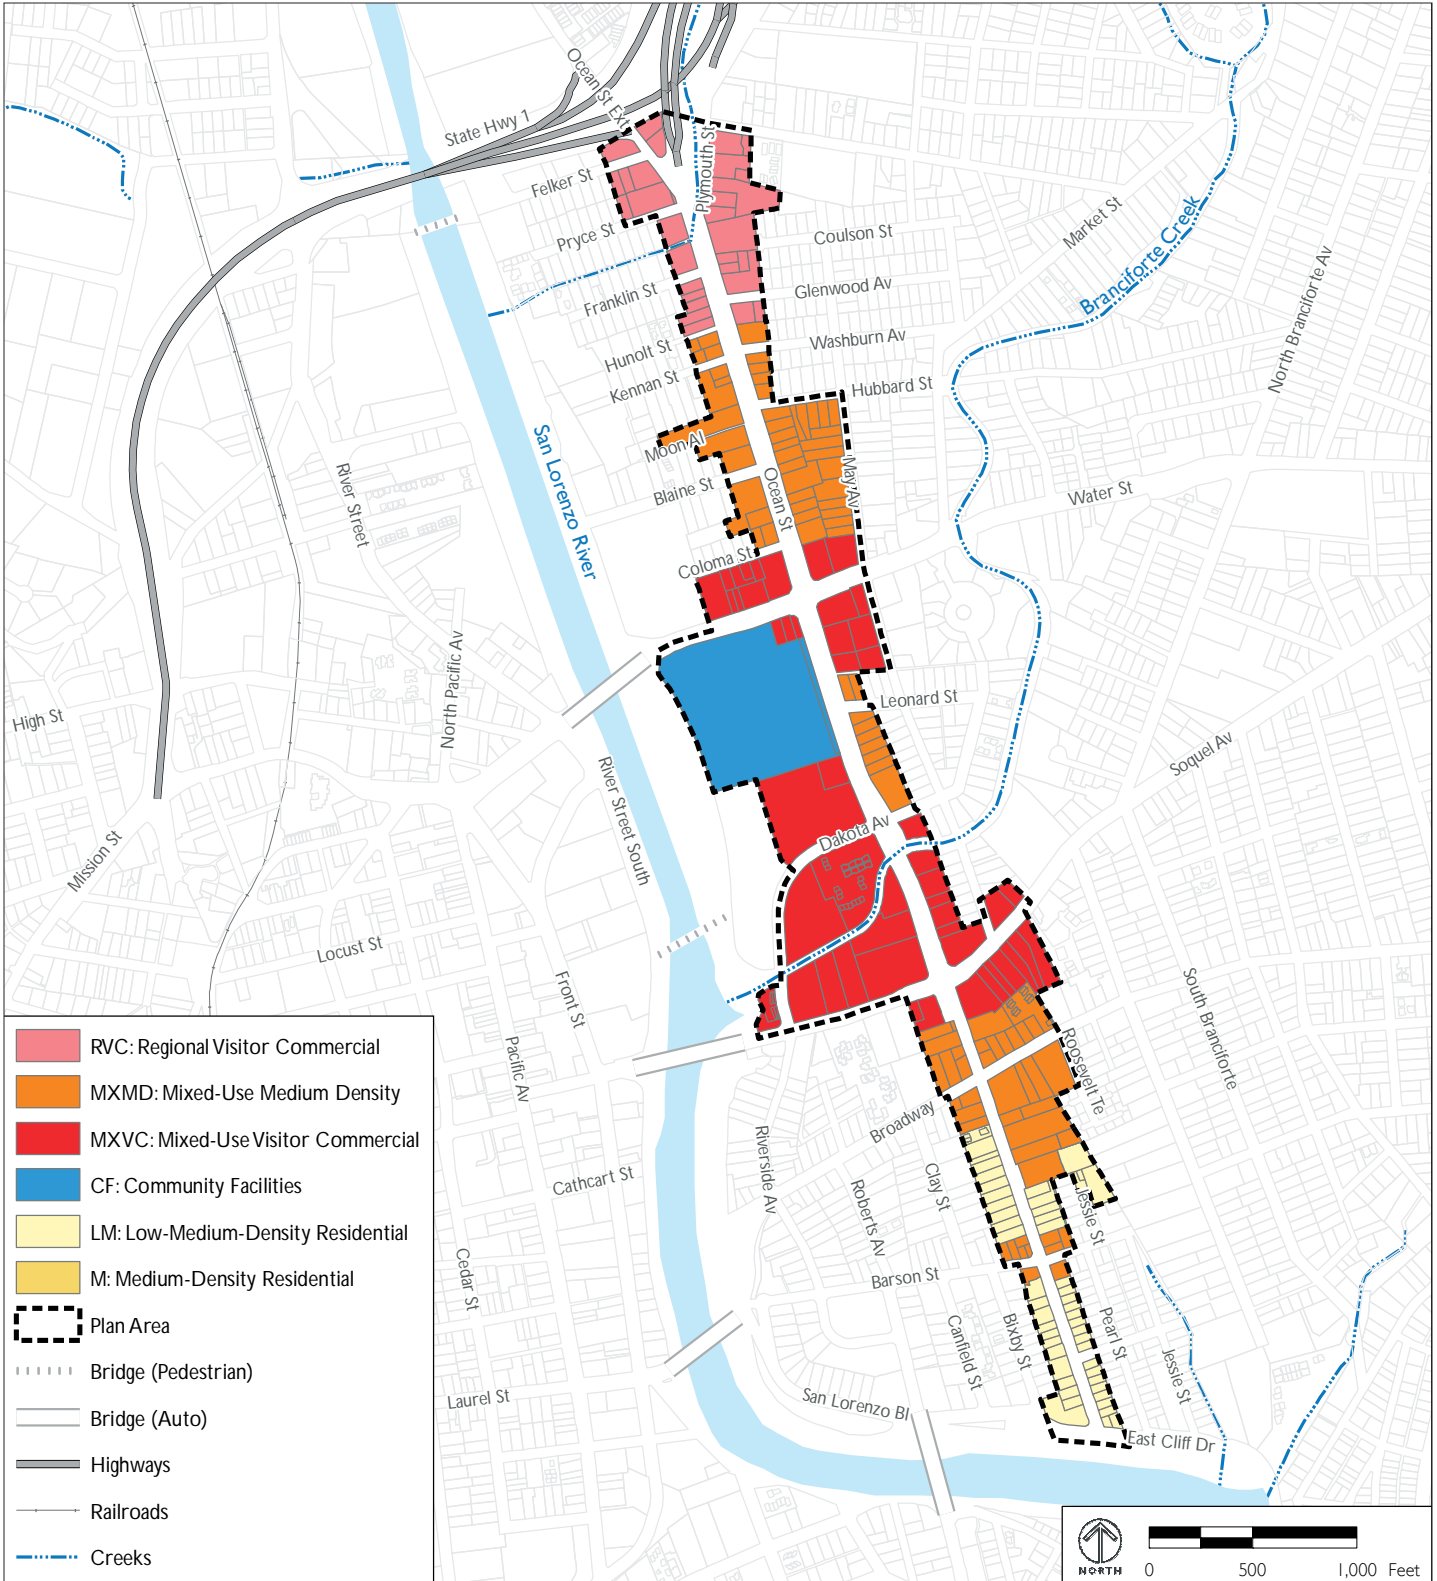 Ocean St Ext
State Hwy 1
Plymouth St
Felker St
Pryce St
Coulson St
Market St
Branciforte Creek
North Branciforte Av
Franklin St
Glenwood Av
Hunolt St
Washburn Av
Kennan St
Hubbard St
San Lorenzo River
Moon Al
May Av
River Street
Blaine St
Ocean St
Water St
Coloma St
North Pacific Av
High St
Leonard St
Soquel Av
River Street South
Dakota Av
Mission St
Locust St
Front St
South Branciforte
Pacific Av
Roosevelt Te
Broadway
Riverside Av
Cathcart St
Clay St
Roberts Av
Jessie St
Cedar St
Barson St
Canfield St
Bixby St
Pearl St
Jessie St
Laurel St
San Lorenzo Bl
East Cliff Dr
RVC: Regional Visitor Commercial
MXMD: Mixed-Use Medium Density
MXVC: Mixed-Use Visitor Commercial
CF: Community Facilities
LM: Low-Medium-Density Residential
M: Medium-Density Residential
Plan Area
Bridge (Pedestrian)
Bridge (Auto)
Highways
Railroads
Creeks
NORTH
0 500 1,000 Feet